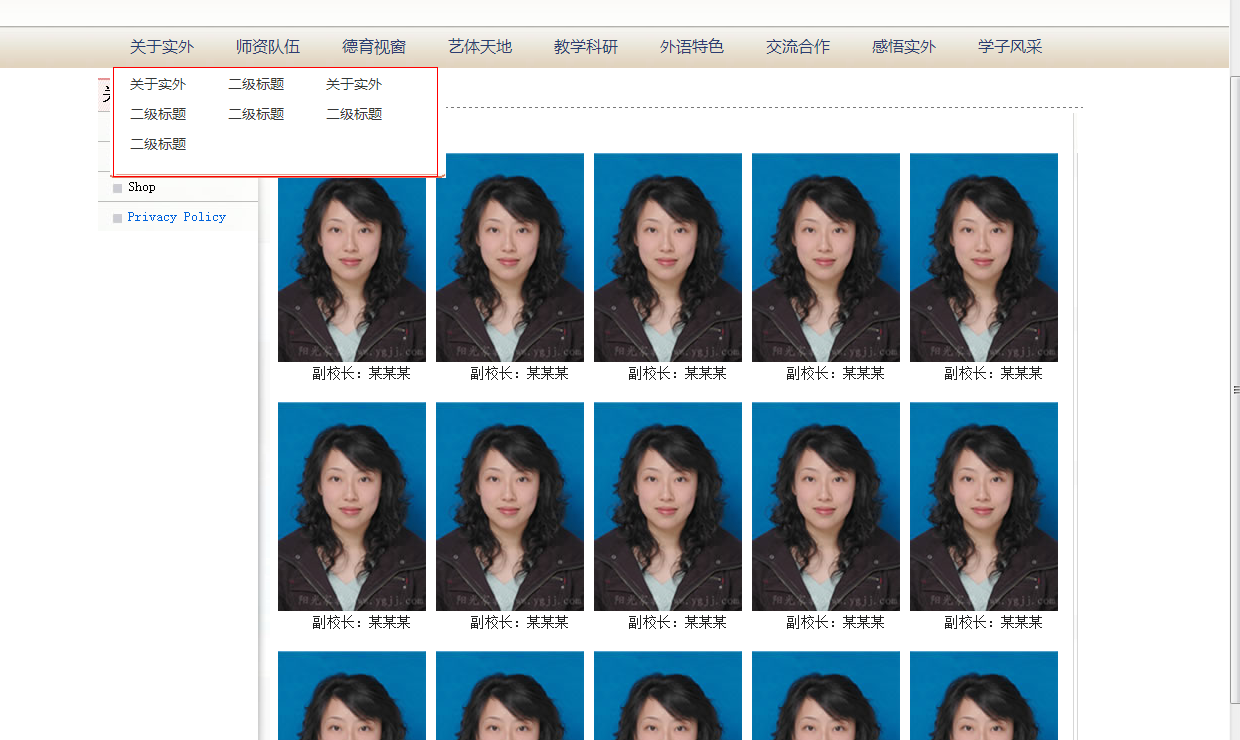 关于实外 师资队伍 德育视窗 艺体天地 教学科研 外语特色 交流合作 感悟实外 学子风采
关于实外 二级标题 关于实外
二级标题 二级标题 二级标题
二级标题
Shop
Privacy Policy
副校长：某某某 副校长：某某某 副校长：某某某 副校长：某某某 副校长：某某某
副校长：某某某 副校长：某某某 副校长：某某某 副校长：某某某 副校长：某某某